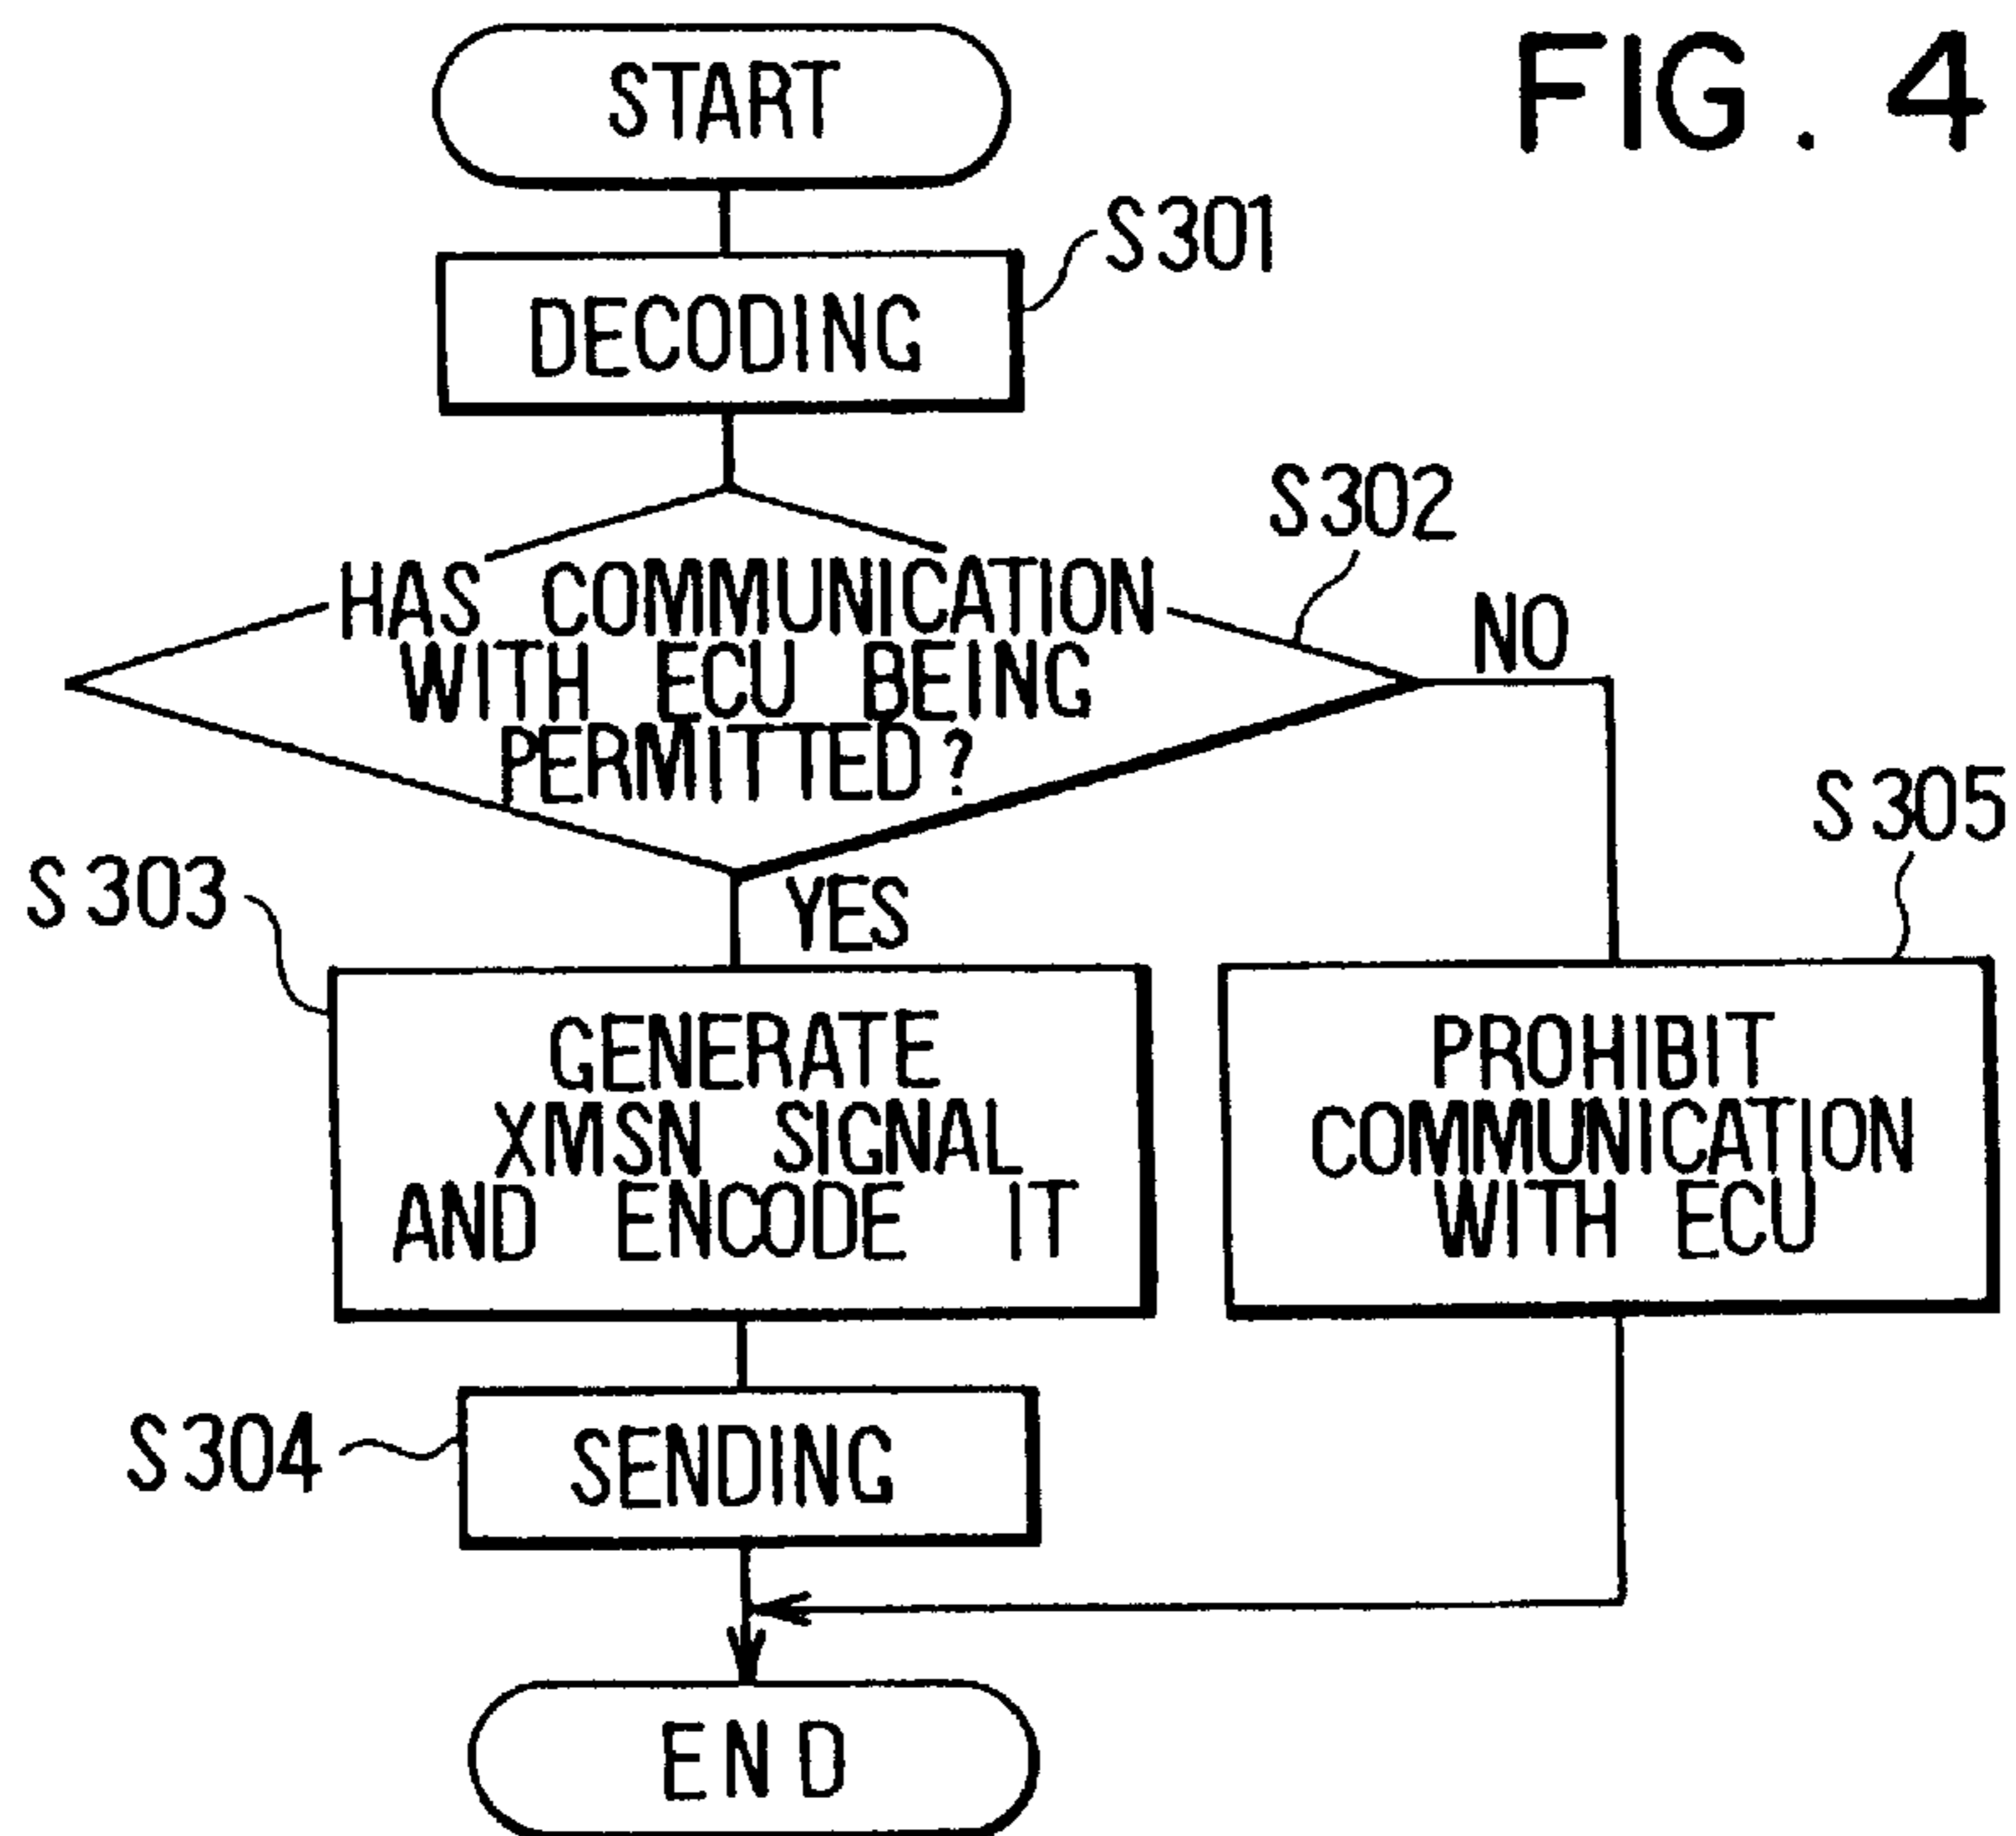 FIG. 4
START
S301
DECODING
S302
HAS COMMUNICATION
WITH ECU BEING
PERMITTED?
NO
YES
S303
GENERATE
XMSN SIGNAL
AND ENCODE IT
S305
PROHIBIT
COMMUNICATION
WITH ECU
S304
SENDING
END